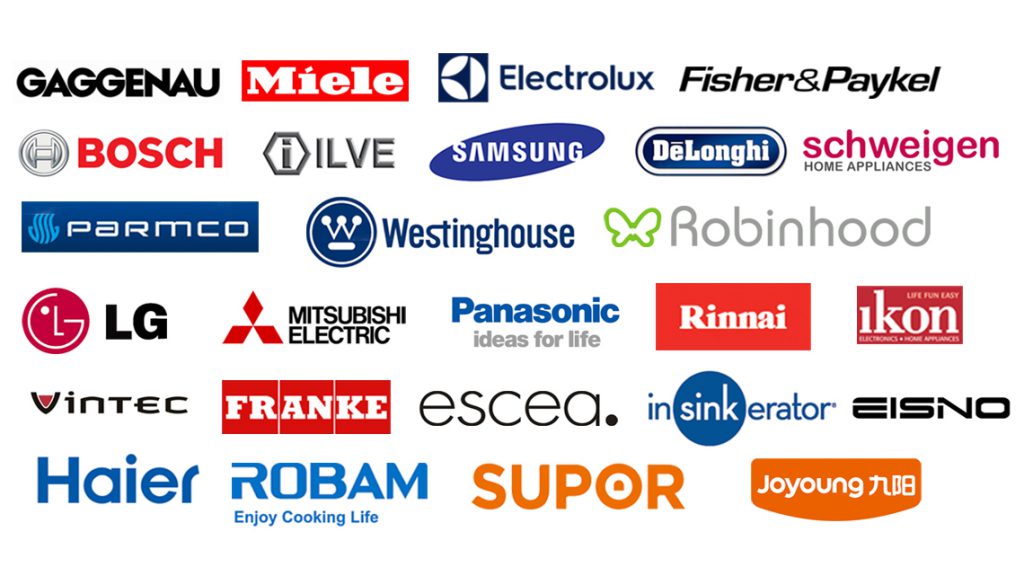 GAGGENAU
Miele
Electrolux
Fisher&Paykel
BOSCH
ILVE
SAMSUNG
DeLonghi
schweigen
HOME APPLIANCES
PARMCO
Westinghouse
Robinhood
LG
MITSUBISHI
ELECTRIC
Panasonic
ideas for life
Rinnai
LIFE FUN EASY
ikon
ELECTRONICS • HOME APPLIANCES
VINTEC
FRANKE
escea.
insinkerator®
EISNO
Haier
ROBAM
Enjoy Cooking Life
SUPOR
Joyoung 九阳